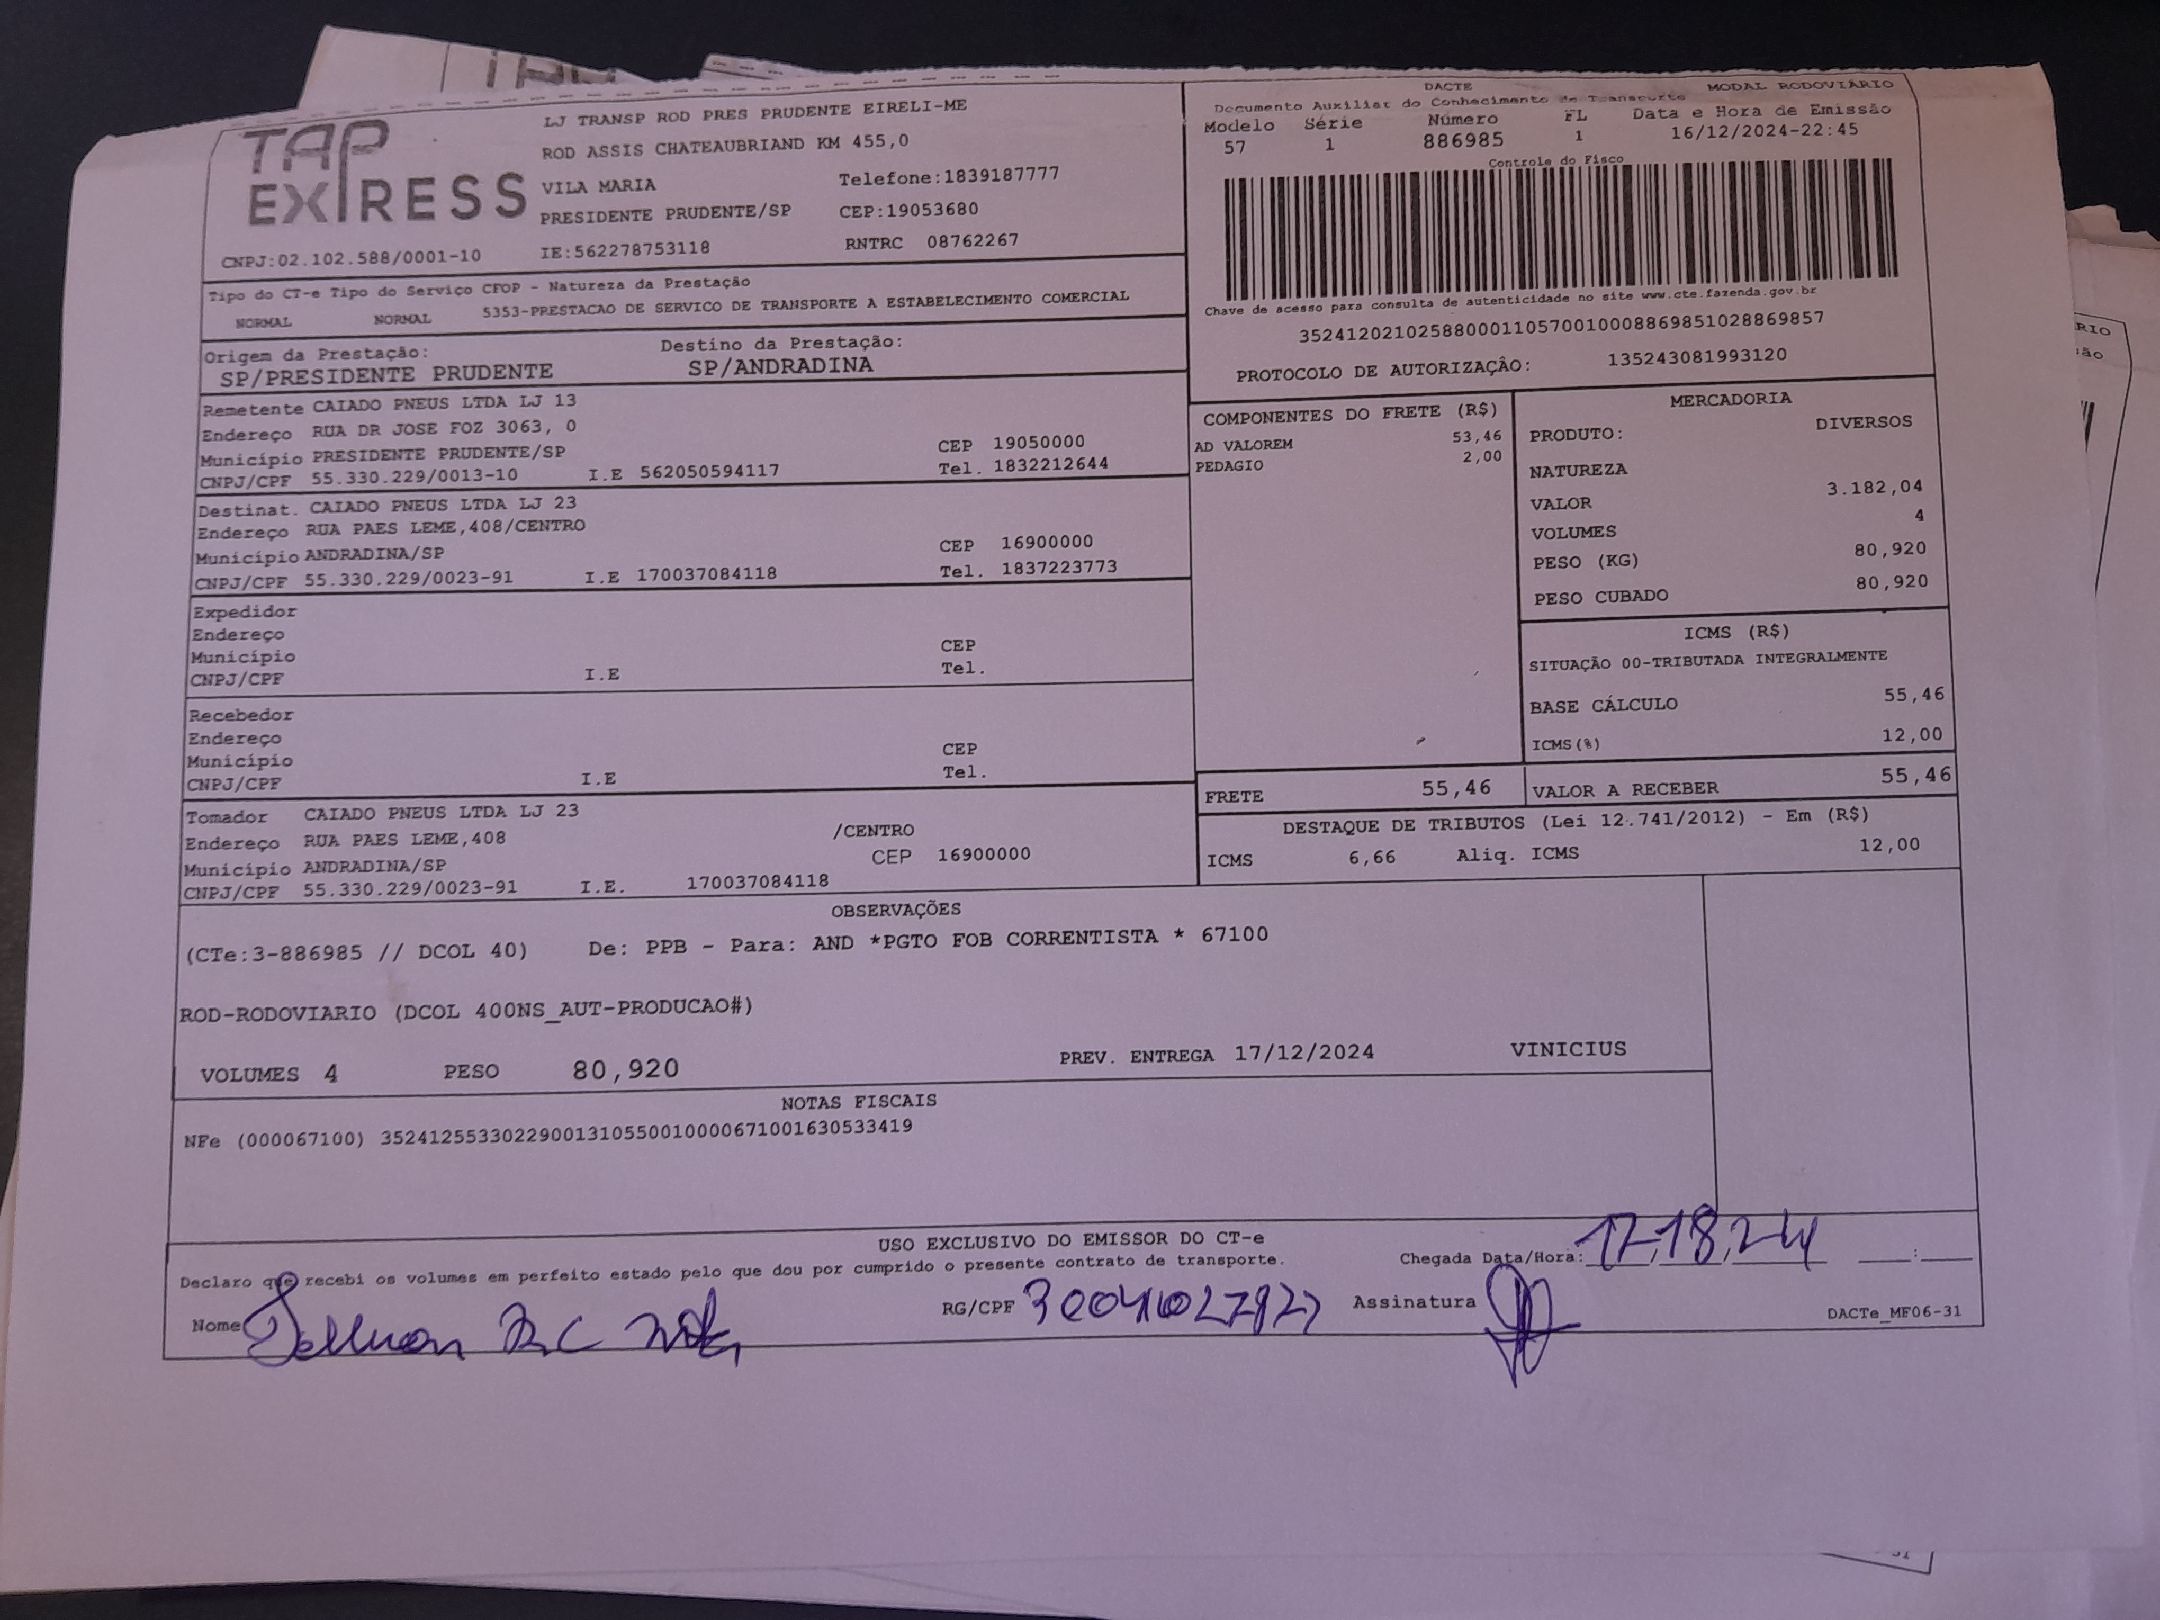 TAP
EXPRESS
CNPJ:02.102.588/0001-10
LJ TRANSP ROD PRES PRUDENTE EIRELI-ME
ROD ASSIS CHATEAUBRIAND KM 455,0
VILA MARIA Telefone:1839187777
PRESIDENTE PRUDENTE/SP CEP:19053680
IE:562278753118 RNTRC 08762267
DACTE MODAL RODOVIÁRIO
Documento Auxiliar do Conhecimento de Transporte
Modelo Série Número FL Data e Hora de Emissão
57 1 886985 1 16/12/2024-22:45
Controle do Fisco
Chave de acesso para consulta de autenticidade no site www.cte.fazenda.gov.br
35241202102588000110570010008869851028869857
PROTOCOLO DE AUTORIZAÇÃO: 135243081993120
Tipo do CT-e Tipo do Serviço CFOP - Natureza da Prestação
NORMAL NORMAL 5353-PRESTACAO DE SERVICO DE TRANSPORTE A ESTABELECIMENTO COMERCIAL
Origem da Prestação: Destino da Prestação:
SP/PRESIDENTE PRUDENTE SP/ANDRADINA
Remetente CAIADO PNEUS LTDA LJ 13
Endereço RUA DR JOSE FOZ 3063, 0
Município PRESIDENTE PRUDENTE/SP CEP 19050000
CNPJ/CPF 55.330.229/0013-10 I.E 562050594117 Tel. 1832212644
Destinat. CAIADO PNEUS LTDA LJ 23
Endereço RUA PAES LEME,408/CENTRO
Município ANDRADINA/SP CEP 16900000
CNPJ/CPF 55.330.229/0023-91 I.E 170037084118 Tel. 1837223773
Expedidor
Endereço
Município CEP
CNPJ/CPF I.E Tel.
Recebedor
Endereço
Município CEP
CNPJ/CPF I.E Tel.
Tomador CAIADO PNEUS LTDA LJ 23
Endereço RUA PAES LEME,408 /CENTRO
Município ANDRADINA/SP CEP 16900000
CNPJ/CPF 55.330.229/0023-91 I.E. 170037084118
COMPONENTES DO FRETE (R$)
AD VALOREM 53,46
PEDAGIO 2,00
MERCADORIA
PRODUTO: DIVERSOS
NATUREZA
VALOR 3.182,04
VOLUMES 4
PESO (KG) 80,920
PESO CUBADO 80,920
ICMS (R$)
SITUAÇÃO 00-TRIBUTADA INTEGRALMENTE
BASE CÁLCULO 55,46
ICMS(%) 12,00
FRETE 55,46 VALOR A RECEBER 55,46
DESTAQUE DE TRIBUTOS (Lei 12.741/2012) - Em (R$)
ICMS 6,66 Aliq. ICMS 12,00
OBSERVAÇÕES
(CTe:3-886985 // DCOL 40) De: PPB - Para: AND *PGTO FOB CORRENTISTA * 67100
ROD-RODOVIARIO (DCOL 400NS_AUT-PRODUCAO#)
VOLUMES 4 PESO 80,920 PREV. ENTREGA 17/12/2024 VINICIUS
NOTAS FISCAIS
NFe (000067100) 35241255330229001310550010000671001630533419
USO EXCLUSIVO DO EMISSOR DO CT-e
Declaro que recebi os volumes em perfeito estado pelo que dou por cumprido o presente contrato de transporte.
Chegada Data/Hora: :
Nome RG/CPF Assinatura
DACTe_MF06-31
RIO